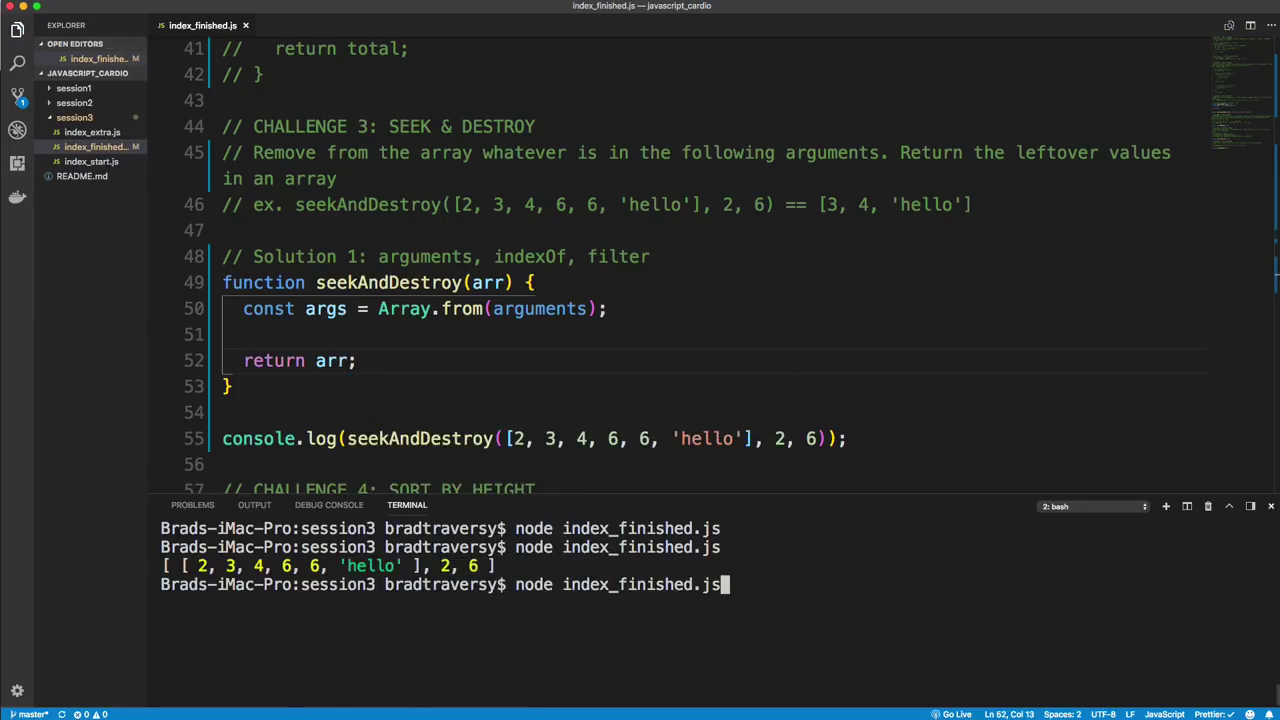 index_finished.js — javascript_cardio
EXPLORER
index_finished.js ×
OPEN EDITORS
index_finishe... M
JAVASCRIPT_CARDIO
session1
session2
session3
index_extra.js
index_finished... M
index_start.js
README.md
1
41 //   return total;
42 // }
43
44 // CHALLENGE 3: SEEK & DESTROY
45 // Remove from the array whatever is in the following arguments. Return the leftover values
in an array
46 // ex. seekAndDestroy([2, 3, 4, 6, 6, 'hello'], 2, 6) == [3, 4, 'hello']
47
48 // Solution 1: arguments, indexOf, filter
49 function seekAndDestroy(arr) {
50   const args = Array.from(arguments);
51
52   return arr;
53 }
54
55 console.log(seekAndDestroy([2, 3, 4, 6, 6, 'hello'], 2, 6));
56
57 // CHALLENGE 4: SORT BY HEIGHT
PROBLEMS OUTPUT DEBUG CONSOLE TERMINAL 2: bash
Brads-iMac-Pro:session3 bradtraversy$ node index_finished.js
Brads-iMac-Pro:session3 bradtraversy$ node index_finished.js
[ [ 2, 3, 4, 6, 6, 'hello' ], 2, 6 ]
Brads-iMac-Pro:session3 bradtraversy$ node index_finished.js
master* 0 0 Go Live Ln 52, Col 13 Spaces: 2 UTF-8 LF JavaScript Prettier: ✓